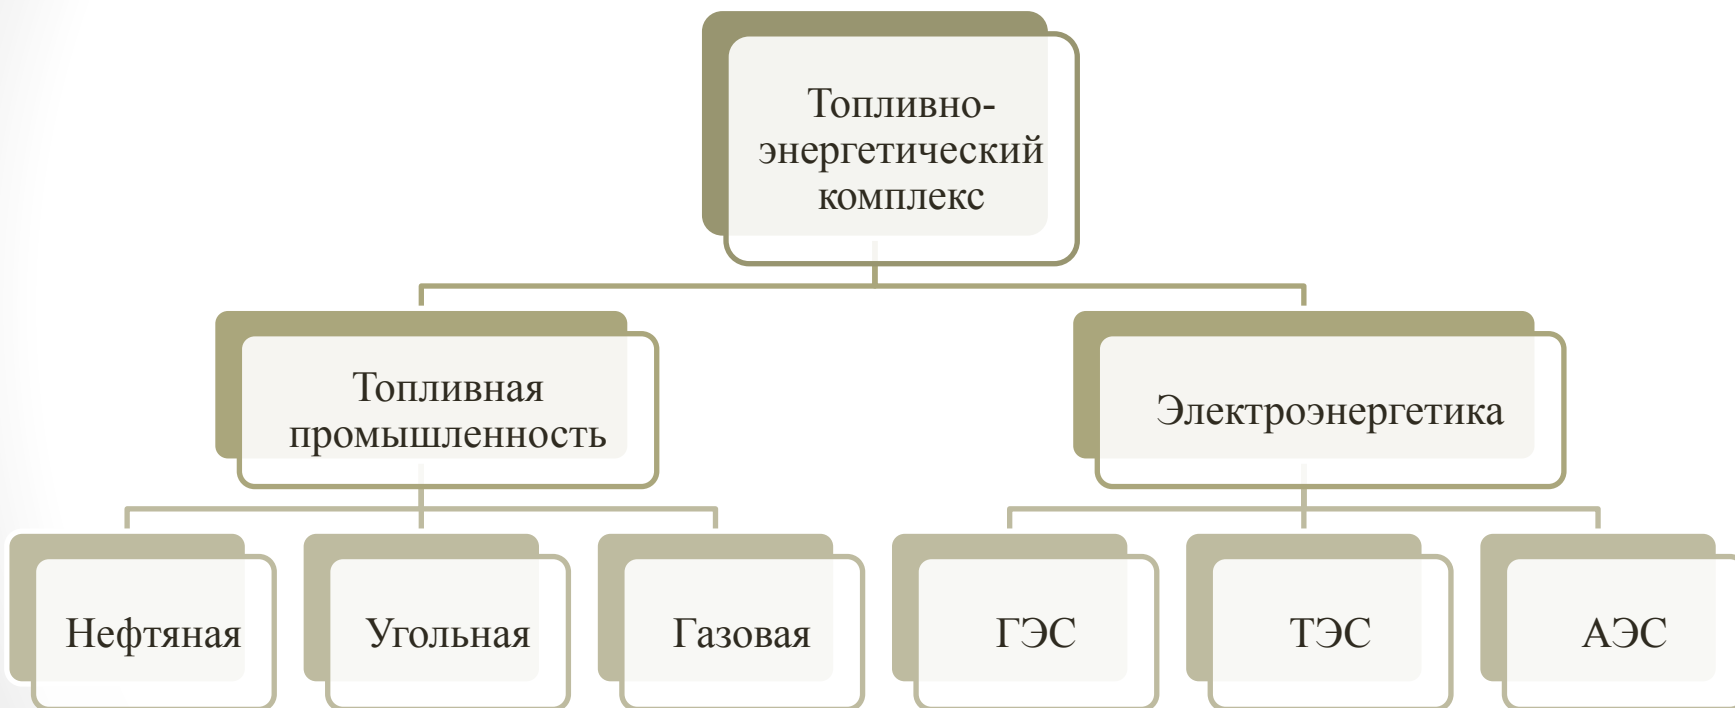 Топливно-
энергетический
комплекс
Топливная
промышленность
Электроэнергетика
Нефтяная
Угольная
Газовая
ГЭС
ТЭС
АЭС